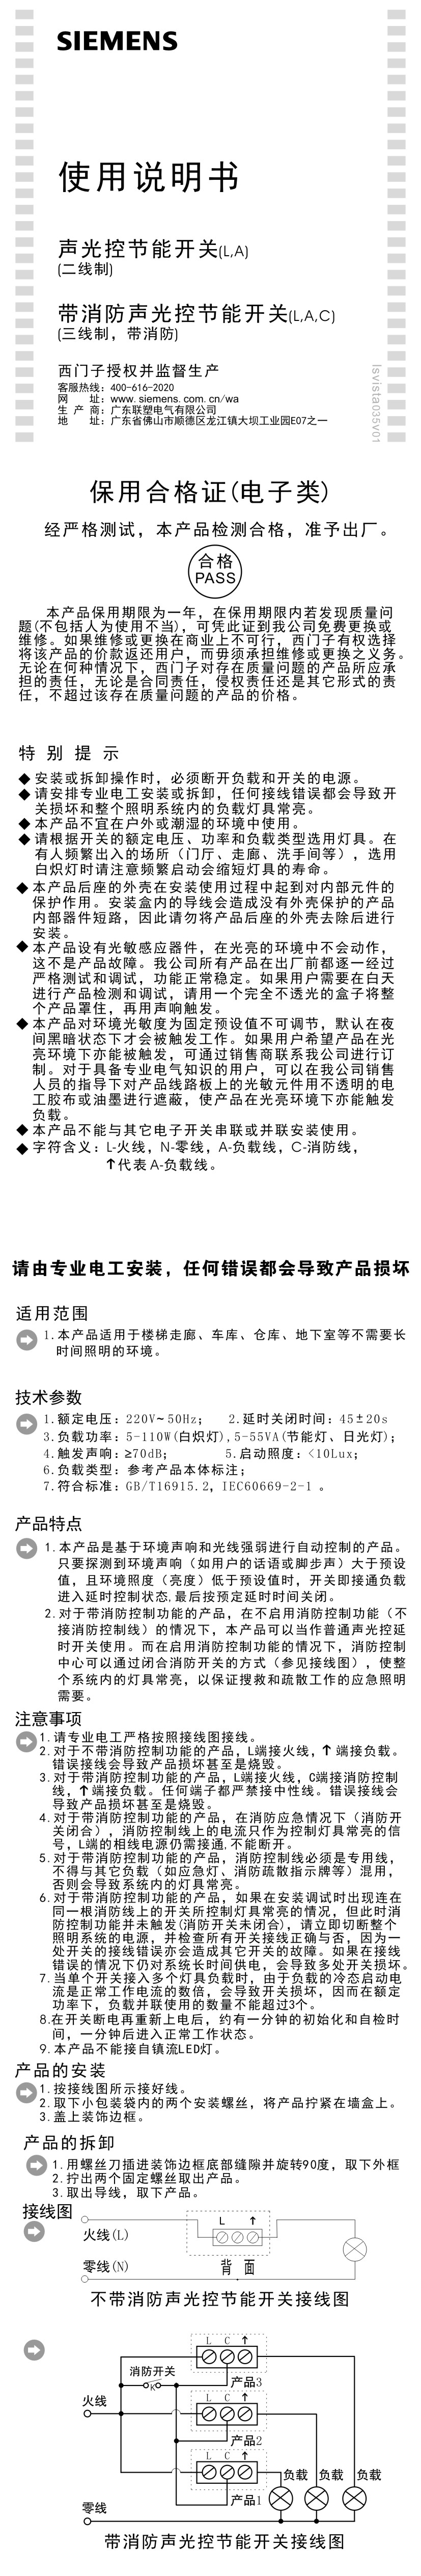 SIEMENS
使用说明书
声光控节能开关(L,A)
(二线制)
带消防声光控节能开关(L,A,C)
(三线制，带消防)
西门子授权并监督生产
客服热线：400-616-2020
网 址：www.siemens.com.cn/wa
生 产 商：广东联塑电气有限公司
地 址：广东省佛山市顺德区龙江镇大坝工业园E07之一
lsvista035v01
保用合格证(电子类)
经严格测试，本产品检测合格，准予出厂。
合格
PASS
本产品保用期限为一年，在保用期限内若发现质量问
题(不包括人为使用不当)，可凭此证到我公司免费更换或
维修。如果维修或更换在商业上不可行，西门子有权选择
将该产品的价款返还用户，而毋须承担维修或更换之义务。
无论在何种情况下，西门子对存在质量问题的产品所应承
担的责任，无论是合同责任，侵权责任还是其它形式的责
任，不超过该存在质量问题的产品的价格。
特 别 提 示
◆安装或拆卸操作时，必须断开负载和开关的电源。
◆请安排专业电工安装或拆卸，任何接线错误都会导致开
关损坏和整个照明系统内的负载灯具常亮。
◆本产品不宜在户外或潮湿的环境中使用。
◆请根据开关的额定电压、功率和负载类型选用灯具。在
有人频繁出入的场所（门厅、走廊、洗手间等），选用
白炽灯时请注意频繁启动会缩短灯具的寿命。
◆本产品后座的外壳在安装使用过程中起到对内部元件的
保护作用。安装盒内的导线会造成没有外壳保护的产品
内部器件短路，因此请勿将产品后座的外壳去除后进行
安装。
◆本产品设有光敏感应器件，在光亮的环境中不会动作，
这不是产品故障。我公司所有产品在出厂前都逐一经过
严格测试和调试，功能正常稳定。如果用户需要在白天
进行产品检测和调试，请用一个完全不透光的盒子将整
个产品罩住，再用声响触发。
◆本产品对环境光敏度为固定预设值不可调节，默认在夜
间黑暗状态下才会被触发工作。如果用户希望产品在光
亮环境下亦能被触发，可通过销售商联系我公司进行订
制。对于具备专业电气知识的用户，可以在我公司销售
人员的指导下对产品线路板上的光敏元件用不透明的电
工胶布或油墨进行遮蔽，使产品在光亮环境下亦能触发
负载。
◆本产品不能与其它电子开关串联或并联安装使用。
◆字符含义：L-火线，N-零线，A-负载线，C-消防线，
↑代表A-负载线。
请由专业电工安装，任何错误都会导致产品损坏
适用范围
1.本产品适用于楼梯走廊、车库、仓库、地下室等不需要长
时间照明的环境。
技术参数
1.额定电压：220V~50Hz； 2.延时关闭时间：45±20s
3.负载功率：5-110W(白炽灯),5-55VA(节能灯、日光灯)；
4.触发声响：≥70dB； 5.启动照度：<10Lux；
6.负载类型：参考产品本体标注；
7.符合标准：GB/T16915.2，IEC60669-2-1 。
产品特点
1.本产品是基于环境声响和光线强弱进行自动控制的产品。
只要探测到环境声响（如用户的话语或脚步声）大于预设
值，且环境照度（亮度）低于预设值时，开关即接通负载
进入延时控制状态,最后按预定延时时间关闭。
2.对于带消防控制功能的产品，在不启用消防控制功能（不
接消防控制线）的情况下，本产品可以当作普通声光控延
时开关使用。而在启用消防控制功能的情况下，消防控制
中心可以通过闭合消防开关的方式（参见接线图），使整
个系统内的灯具常亮，以保证搜救和疏散工作的应急照明
需要。
注意事项
1.请专业电工严格按照接线图接线。
2.对于不带消防控制功能的产品，L端接火线，↑端接负载。
错误接线会导致产品损坏甚至是烧毁。
3.对于带消防控制功能的产品，L端接火线，C端接消防控制
线，↑端接负载。任何端子都严禁接中性线。错误接线会
导致产品损坏甚至是烧毁。
4.对于带消防控制功能的产品，在消防应急情况下（消防开
关闭合），消防控制线上的电流只作为控制灯具常亮的信
号，L端的相线电源仍需接通,不能断开。
5.对于带消防控制功能的产品，消防控制线必须是专用线，
不得与其它负载（如应急灯、消防疏散指示牌等）混用，
否则会导致系统内的灯具常亮。
6.对于带消防控制功能的产品，如果在安装调试时出现连在
同一根消防线上的开关所控制灯具常亮的情况，但此时消
防控制功能并未触发(消防开关未闭合)，请立即切断整个
照明系统的电源，并检查所有开关接线正确与否，因为一
处开关的接线错误亦会造成其它开关的故障。如果在接线
错误的情况下仍对系统长时间供电，会导致多处开关损坏。
7.当单个开关接入多个灯具负载时，由于负载的冷态启动电
流是正常工作电流的数倍，会导致开关损坏，因而在额定
功率下，负载并联使用的数量不能超过3个。
8.在开关断电再重新上电后，约有一分钟的初始化和自检时
间，一分钟后进入正常工作状态。
9.本产品不能接自镇流LED灯。
产品的安装
1.按接线图所示接好线。
2.取下小包装袋内的两个安装螺丝，将产品拧紧在墙盒上。
3.盖上装饰边框。
产品的拆卸
1.用螺丝刀插进装饰边框底部缝隙并旋转90度，取下外框
2.拧出两个固定螺丝取出产品。
3.取出导线，取下产品。
接线图
L ↑
火线(L)
零线(N)
背 面
不带消防声光控节能开关接线图
L C ↑
消防开关
K
产品3
火线
L C ↑
产品2
L C ↑
负载 负载 负载
产品1
零线
带消防声光控节能开关接线图